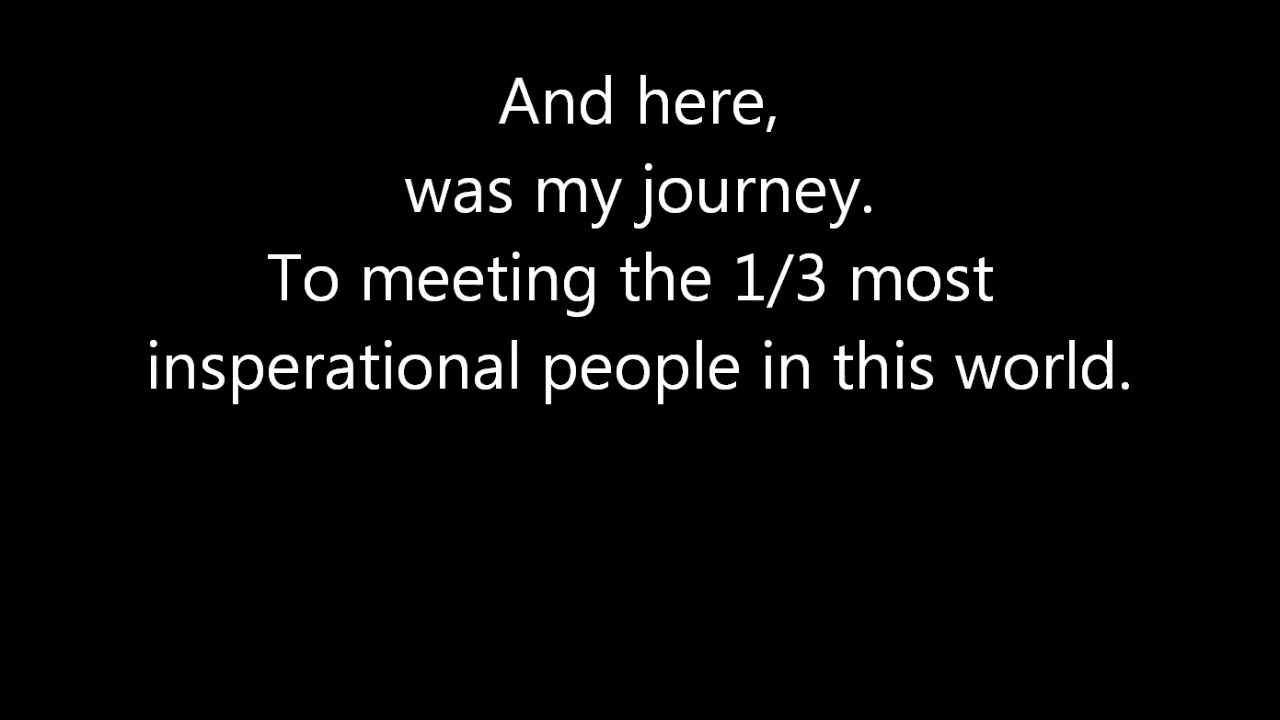 And here,
was my journey.
To meeting the 1/3 most
insperational people in this world.